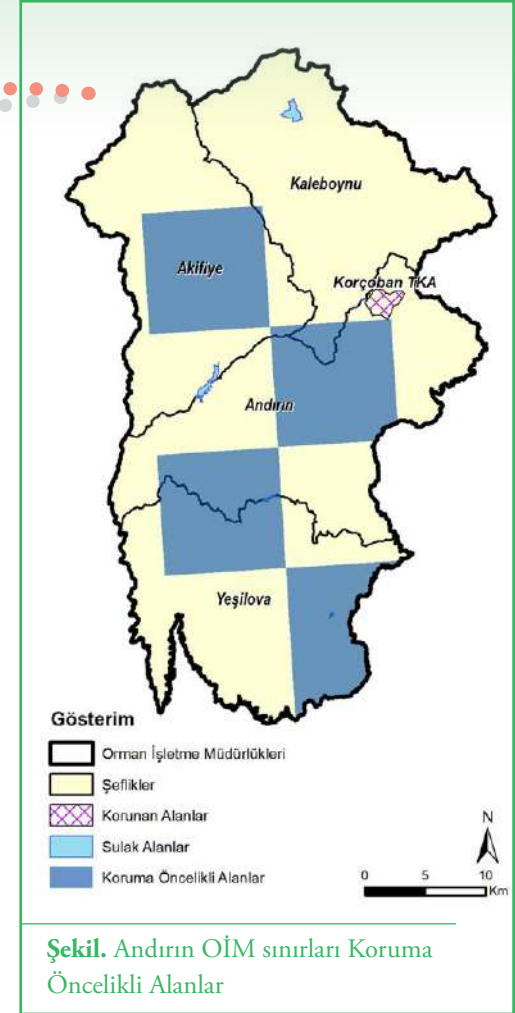 Kaleboynu
Akifiye
Korçoban TKA
Andırın
Yeşilova
Gösterim
Orman İşletme Müdürlükleri
Şeflikler
Korunan Alanlar
Sulak Alanlar
Koruma Öncelikli Alanlar
N
0 5 10
Km
Şekil. Andırın OİM sınırları Koruma
Öncelikli Alanlar